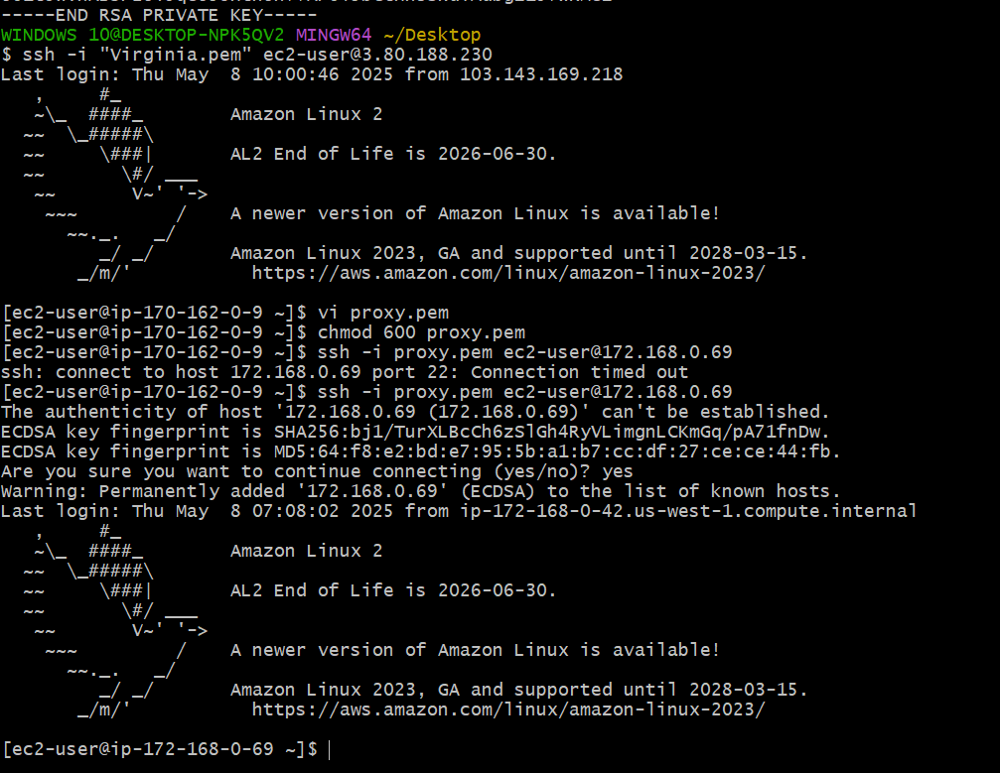 -----END RSA PRIVATE KEY-----
WINDOWS 10@DESKTOP-NPK5QV2 MINGW64 ~/Desktop
$ ssh -i "Virginia.pem" ec2-user@3.80.188.230
Last login: Thu May  8 10:00:46 2025 from 103.143.169.218
   ,     #_
   ~\_  ####_        Amazon Linux 2
  ~~  \_#####\
  ~~     \###|       AL2 End of Life is 2026-06-30.
  ~~       \#/ ___
   ~~       V~' '->
    ~~~         /    A newer version of Amazon Linux is available!
      ~~._.   _/
         _/ _/       Amazon Linux 2023, GA and supported until 2028-03-15.
       _/m/'           https://aws.amazon.com/linux/amazon-linux-2023/
[ec2-user@ip-170-162-0-9 ~]$ vi proxy.pem
[ec2-user@ip-170-162-0-9 ~]$ chmod 600 proxy.pem
[ec2-user@ip-170-162-0-9 ~]$ ssh -i proxy.pem ec2-user@172.168.0.69
ssh: connect to host 172.168.0.69 port 22: Connection timed out
[ec2-user@ip-170-162-0-9 ~]$ ssh -i proxy.pem ec2-user@172.168.0.69
The authenticity of host '172.168.0.69 (172.168.0.69)' can't be established.
ECDSA key fingerprint is SHA256:bj1/TurXLBcCh6zSlGh4RyVLimgnLCKmGq/pA71fnDw.
ECDSA key fingerprint is MD5:64:f8:e2:bd:e7:95:5b:a1:b7:cc:df:27:ce:ce:44:fb.
Are you sure you want to continue connecting (yes/no)? yes
Warning: Permanently added '172.168.0.69' (ECDSA) to the list of known hosts.
Last login: Thu May  8 07:08:02 2025 from ip-172-168-0-42.us-west-1.compute.internal
   ,     #_
   ~\_  ####_        Amazon Linux 2
  ~~  \_#####\
  ~~     \###|       AL2 End of Life is 2026-06-30.
  ~~       \#/ ___
   ~~       V~' '->
    ~~~         /    A newer version of Amazon Linux is available!
      ~~._.   _/
         _/ _/       Amazon Linux 2023, GA and supported until 2028-03-15.
       _/m/'           https://aws.amazon.com/linux/amazon-linux-2023/
[ec2-user@ip-172-168-0-69 ~]$